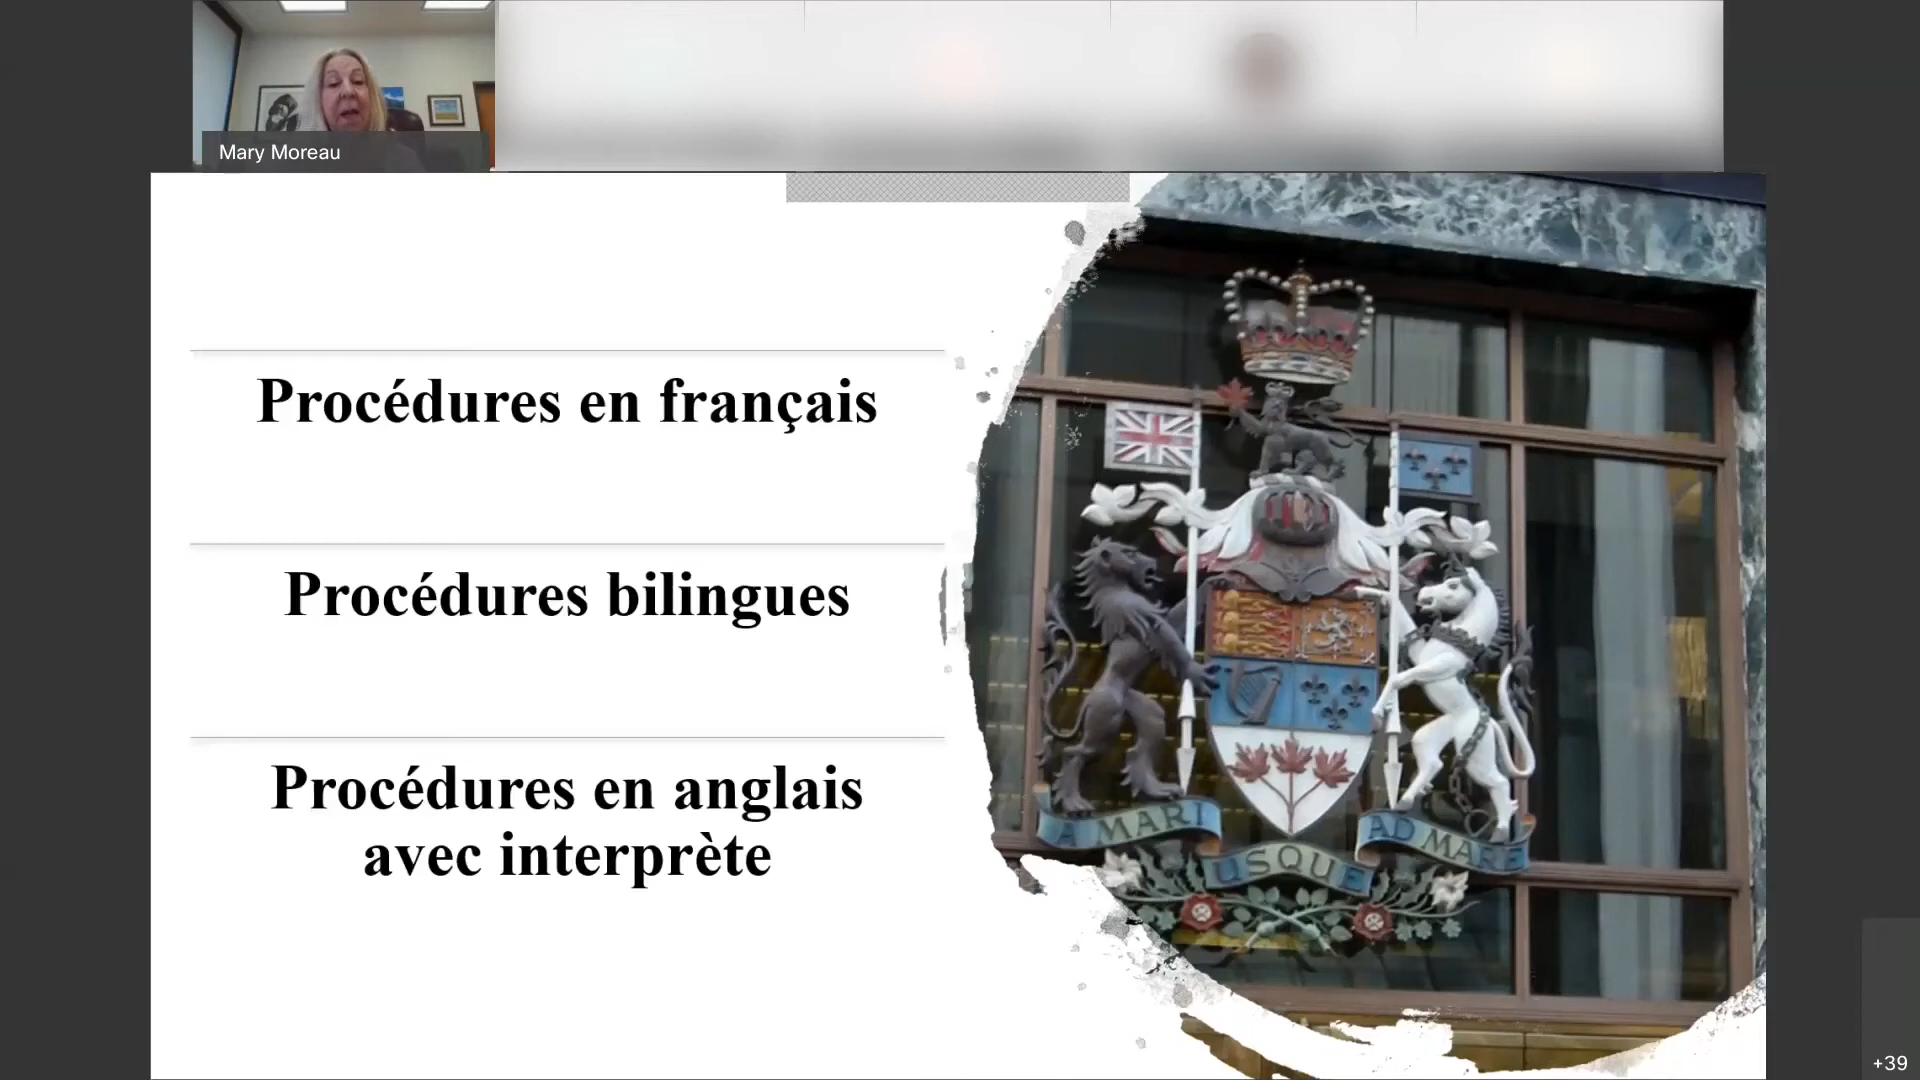 Mary Moreau
Procédures en français
Procédures bilingues
Procédures en anglais
avec interprète
A MARI
USQUE
AD MARE
+39